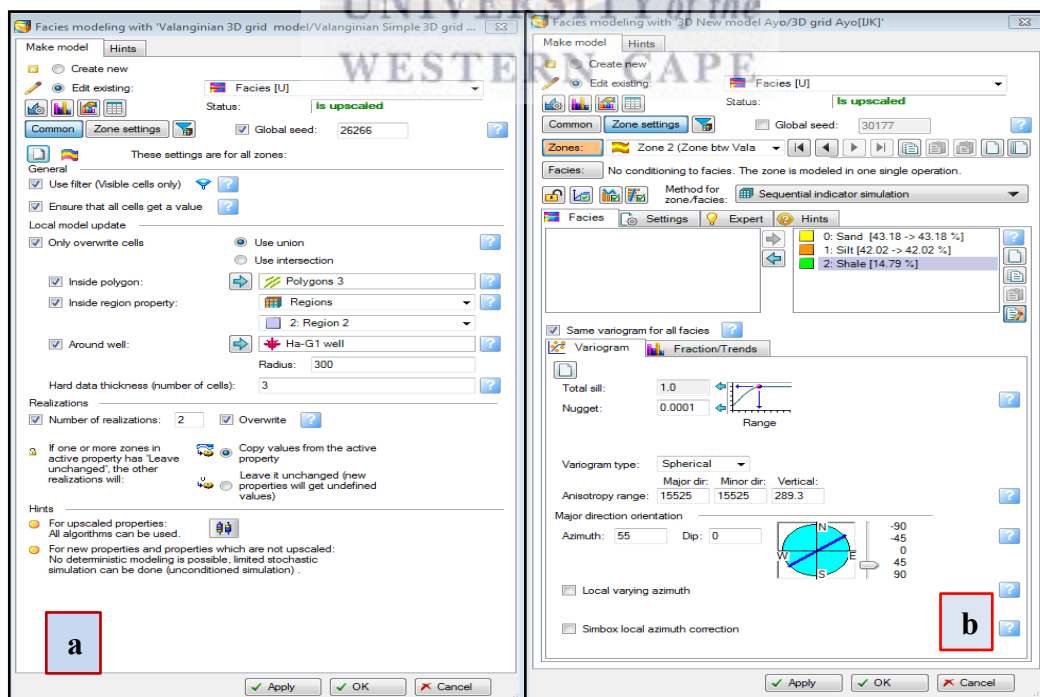 UNIVERSITY of the
WESTERN CAPE
Facies modeling with 'Valanginian 3D grid model/Valanginian Simple 3D grid ...
Make model Hints
Create new
Edit existing: Facies [U]
Status: Is upscaled
Common Zone settings Global seed: 26266
These settings are for all zones:
General
Use filter (Visible cells only)
Ensure that all cells get a value
Local model update
Only overwrite cells Use union
Use intersection
Inside polygon: Polygons 3
Inside region property: Regions
2: Region 2
Around well: Ha-G1 well
Radius: 300
Hard data thickness (number of cells): 3
Realizations
Number of realizations: 2 Overwrite
If one or more zones in active property has 'Leave unchanged', the other realizations will:
Copy values from the active property
Leave it unchanged (new properties will get undefined values)
Hints
For upscaled properties:
All algorithms can be used.
For new properties and properties which are not upscaled:
No deterministic modeling is possible, limited stochastic
simulation can be done (unconditioned simulation) .
a
Apply OK Cancel
Facies modeling with '3D New model Ayo/3D grid Ayo[IJK]'
Make model Hints
Create new
Edit existing: Facies [U]
Status: Is upscaled
Common Zone settings Global seed: 30177
Zones: Zone 2 (Zone btw Vala
Facies: No conditioning to facies. The zone is modeled in one single operation.
Method for zone/facies: Sequential indicator simulation
Facies Settings Expert Hints
0: Sand [43.18 -> 43.18 %]
1: Silt [42.02 -> 42.02 %]
2: Shale [14.79 %]
Same variogram for all facies
Variogram Fraction/Trends
Total sill: 1.0
Nugget: 0.0001
Range
Variogram type: Spherical
Major dir: Minor dir: Vertical:
Anisotropy range: 15525 15525 289.3
Major direction orientation
Azimuth: 55 Dip: 0
N
W E
S
-90
-45
0
45
90
Local varying azimuth
Simbox local azimuth correction
b
Apply OK Cancel